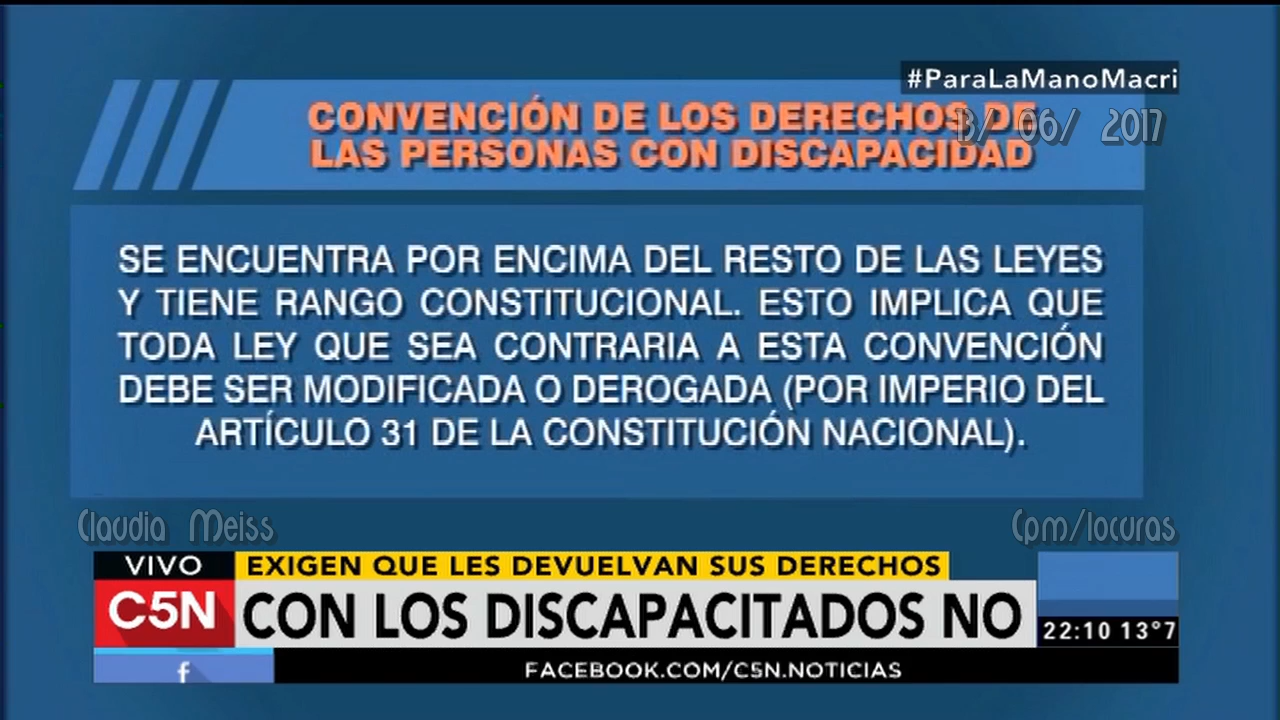 #ParaLaManoMacri
CONVENCIÓN DE LOS DERECHOS DE
13/ 06/ 2017
LAS PERSONAS CON DISCAPACIDAD
SE ENCUENTRA POR ENCIMA DEL RESTO DE LAS LEYES
Y TIENE RANGO CONSTITUCIONAL. ESTO IMPLICA QUE
TODA LEY QUE SEA CONTRARIA A ESTA CONVENCIÓN
DEBE SER MODIFICADA O DEROGADA (POR IMPERIO DEL
ARTÍCULO 31 DE LA CONSTITUCIÓN NACIONAL).
Claudia Meiss
Cpm/locuras
VIVO
EXIGEN QUE LES DEVUELVAN SUS DERECHOS
C5N
CON LOS DISCAPACITADOS NO
22:10 13°7
f
FACEBOOK.COM/C5N.NOTICIAS